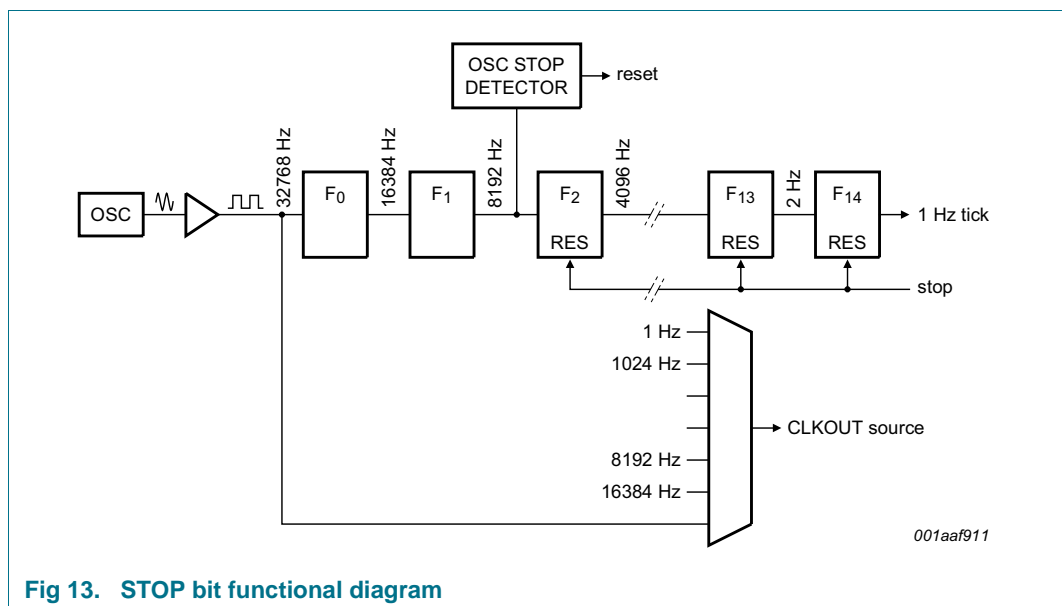 OSC STOP
DETECTOR
reset
32768 Hz
16384 Hz
8192 Hz
4096 Hz
2 Hz
OSC
F0
F1
F2
RES
F13
RES
F14
RES
1 Hz tick
stop
1 Hz
1024 Hz
8192 Hz
16384 Hz
CLKOUT source
001aaf911
Fig 13. STOP bit functional diagram